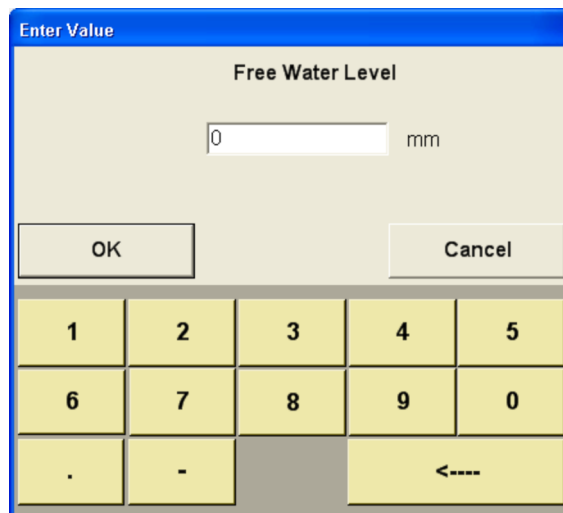 Enter Value
Free Water Level
0 mm
OK Cancel
1 2 3 4 5
6 7 8 9 0
. - <----